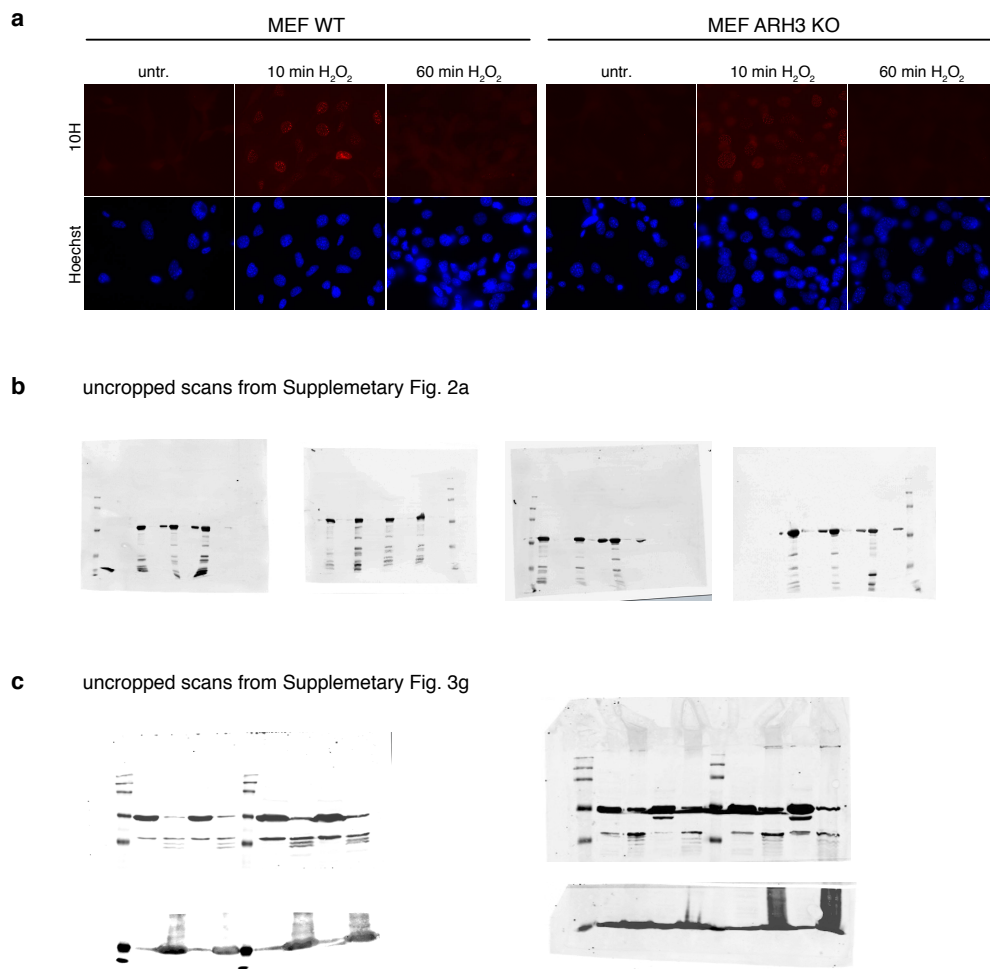 a
MEF WT
MEF ARH3 KO
untr.
10 min H₂O₂
60 min H₂O₂
untr.
10 min H₂O₂
60 min H₂O₂
10H
Hoechst
b
uncropped scans from Supplemetary Fig. 2a
c
uncropped scans from Supplemetary Fig. 3g